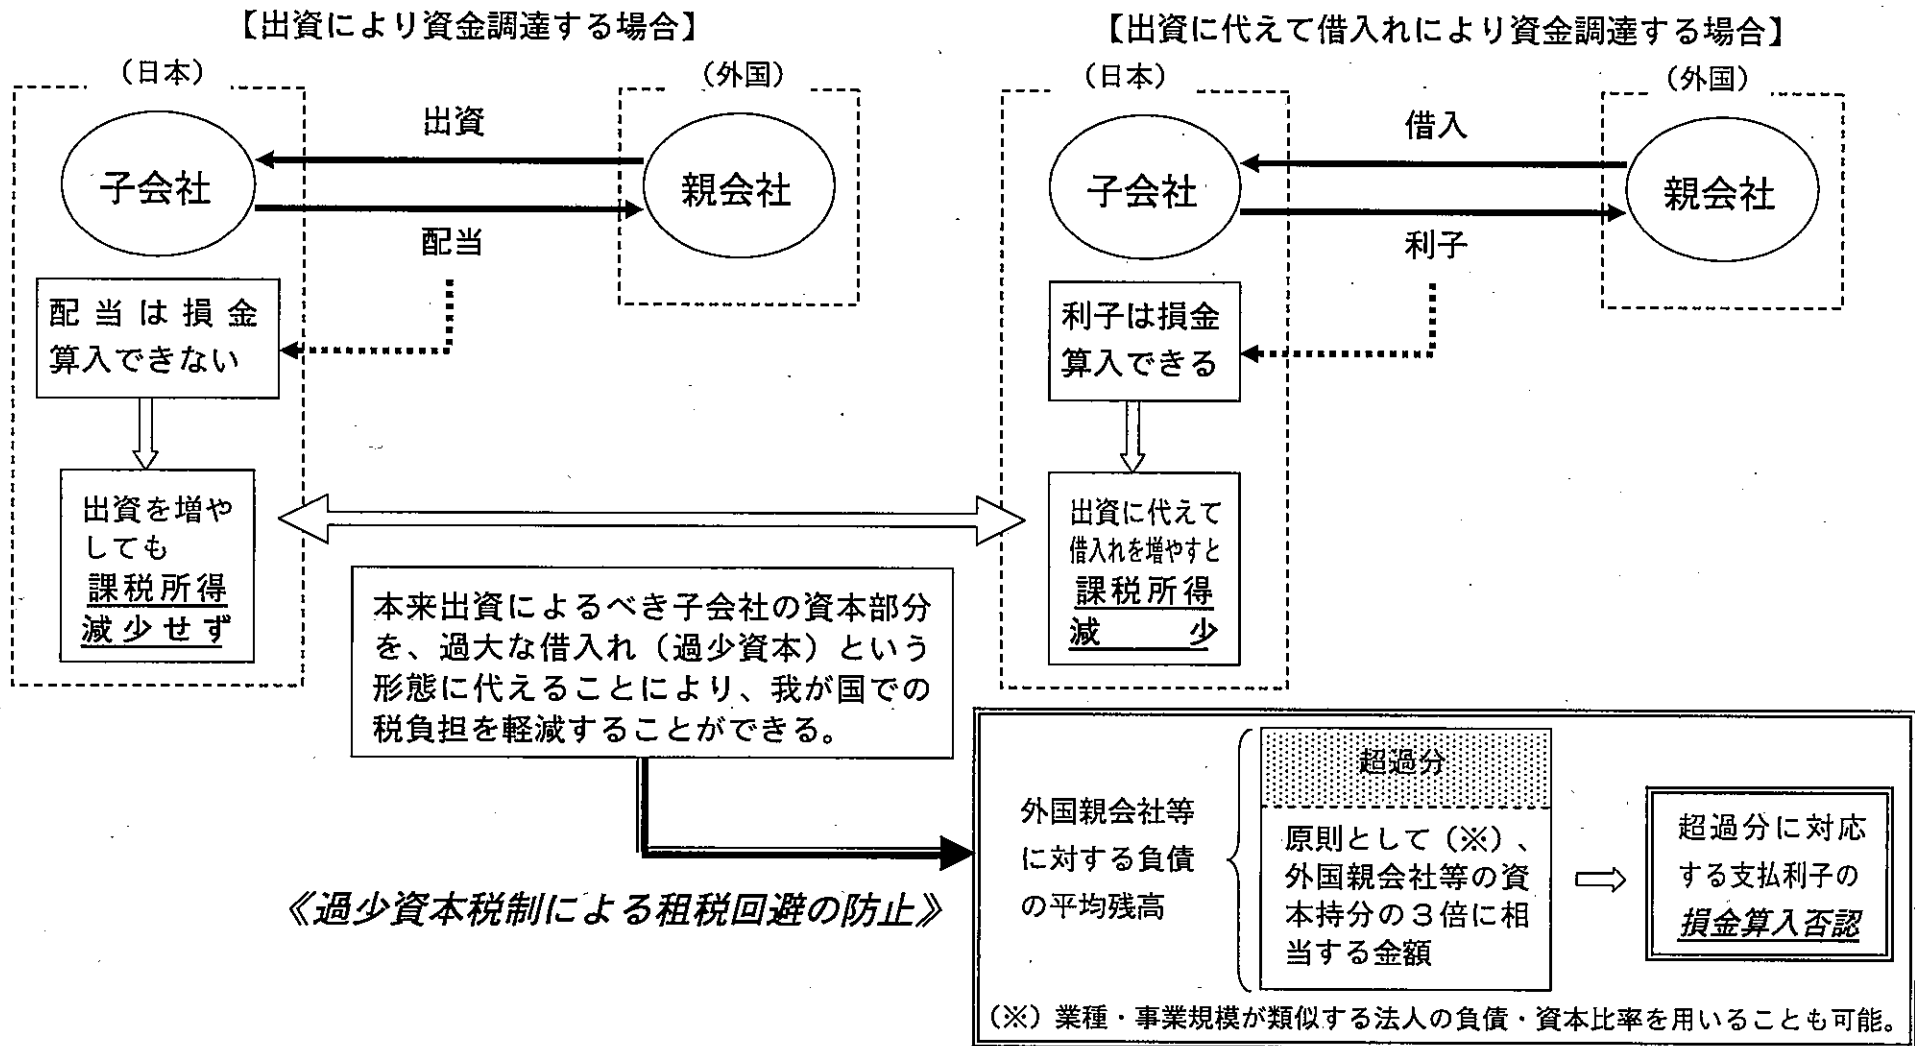 【出資により資金調達する場合】
(日本)
(外国)
出資
子会社
親会社
配当
配当は損金
算入できない
出資を増や
しても
課税所得
減少せず
【出資に代えて借入れにより資金調達する場合】
(日本)
(外国)
借入
子会社
親会社
利子
利子は損金
算入できる
出資に代えて
借入れを増やすと
課税所得
減少
本来出資によるべき子会社の資本部分
を、過大な借入れ(過少資本)という
形態に代えることにより、我が国での
税負担を軽減することができる。
《過少資本税制による租税回避の防止》
外国親会社等
に対する負債
の平均残高
超過分
原則として(※)、
外国親会社等の資
本持分の3倍に相
当する金額
超過分に対応
する支払利子の
損金算入否認
(※)業種・事業規模が類似する法人の負債・資本比率を用いることも可能。